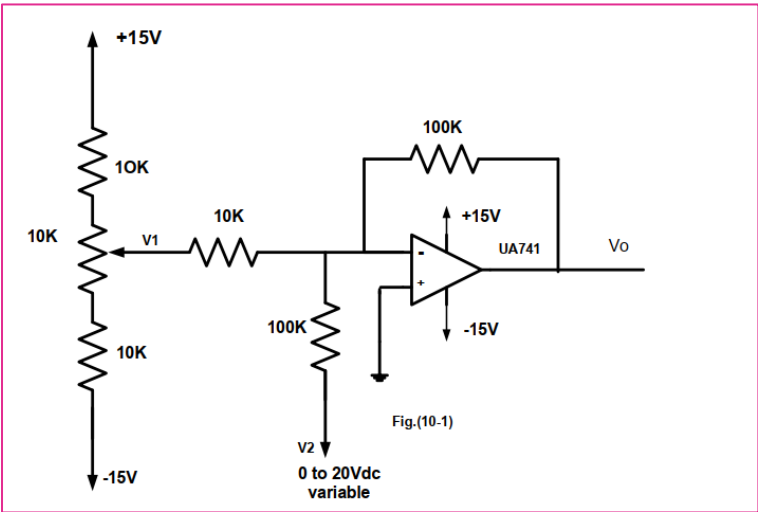 +15V
100K
1OK
10K
10K
V1
+15V
UA741
Vo
-
+
100K
10K
-15V
Fig.(10-1)
V2
-15V
0 to 20Vdc
variable